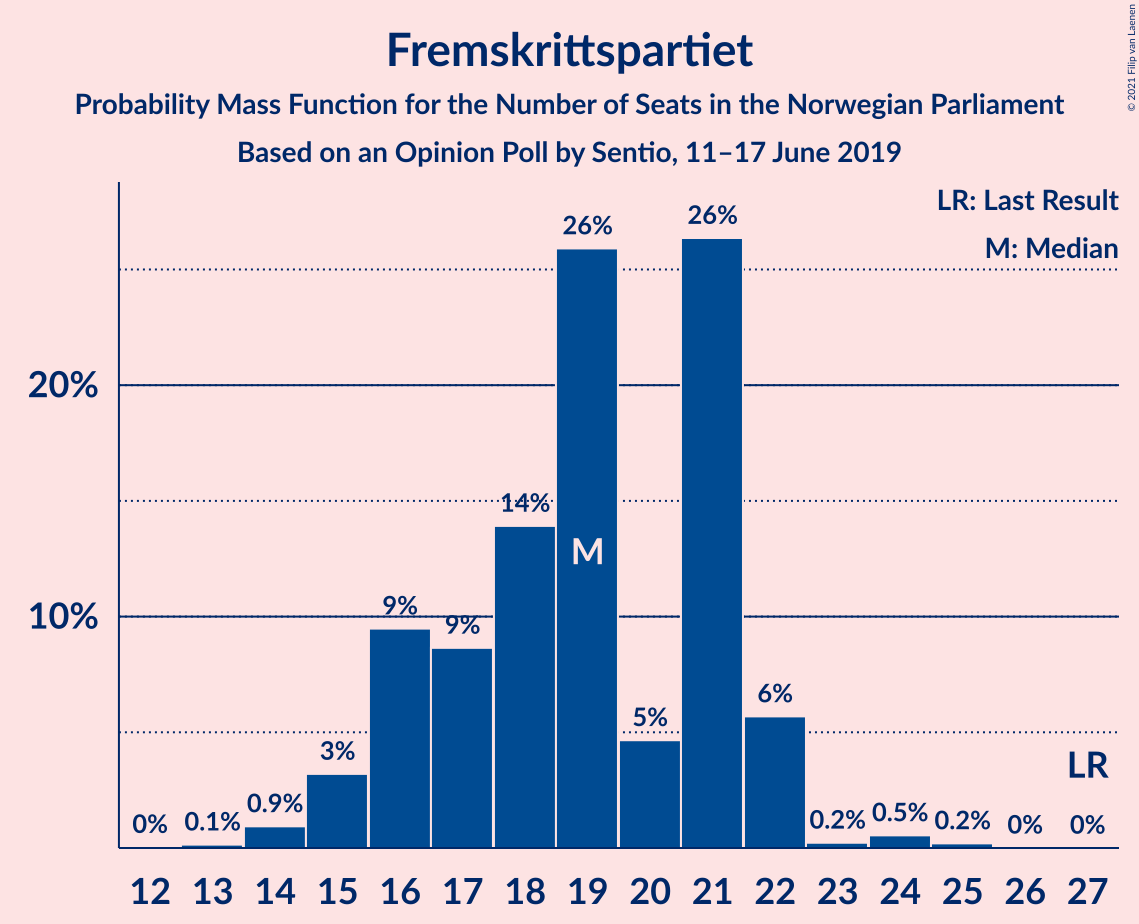 Fremskrittspartiet
Probability Mass Function for the Number of Seats in the Norwegian Parliament
Based on an Opinion Poll by Sentio, 11–17 June 2019
© 2021 Filip van Laenen
LR: Last Result
M: Median
20%
10%
0%
0.1%
0.9%
3%
9%
9%
14%
26%
5%
26%
6%
0.2%
0.5%
0.2%
0%
0%
M
LR
12 13 14 15 16 17 18 19 20 21 22 23 24 25 26 27